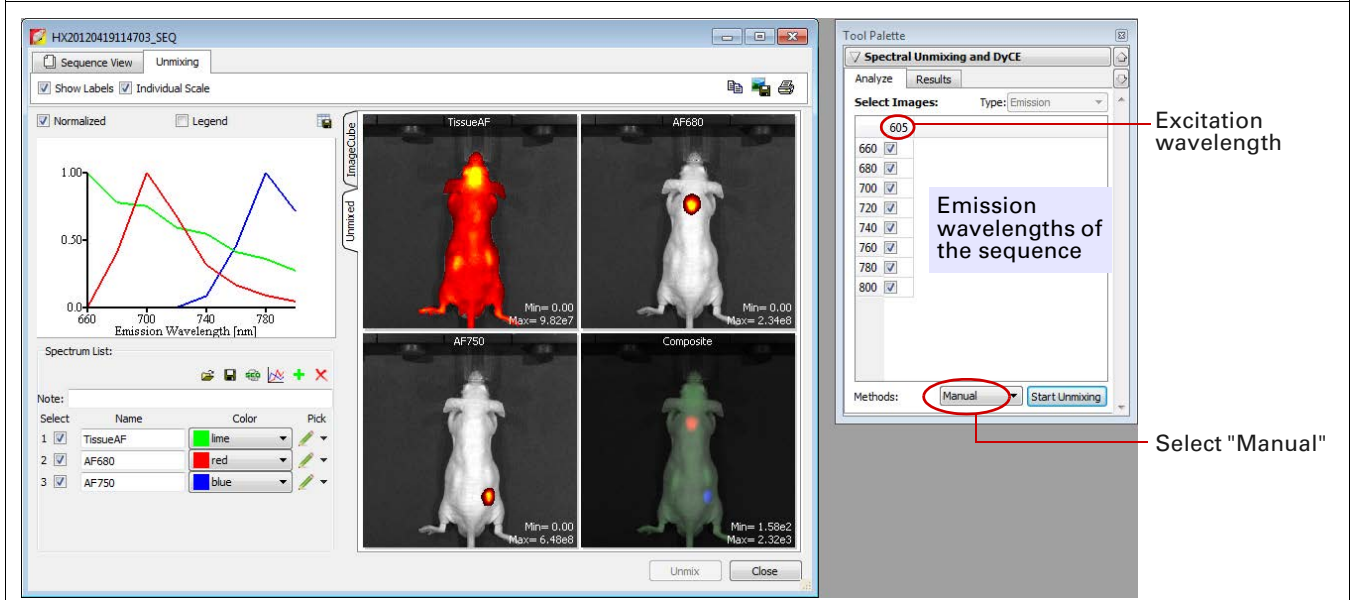 HX20120419114703_SEQ
Sequence View Unmixing
Show Labels Individual Scale
Normalized Legend
1.00
0.50
0.0
660 700 740 780
Emission Wavelength [nm]
Spectrum List:
SEQ
Note:
Select Name Color Pick
1 TissueAF lime
2 AF680 red
3 AF750 blue
ImageCube
Unmixed
TissueAF
Min= 0.00
Max= 9.82e7
AF680
Min= 0.00
Max= 2.34e8
AF750
Min= 0.00
Max= 6.48e8
Composite
Min= 1.58e2
Max= 2.32e3
Unmix Close
Tool Palette
Spectral Unmixing and DyCE
Analyze Results
Select Images: Type: Emission
605
660
680
700
720
740
760
780
800
Emission
wavelengths of
the sequence
Methods: Manual Start Unmixing
Excitation
wavelength
Select "Manual"